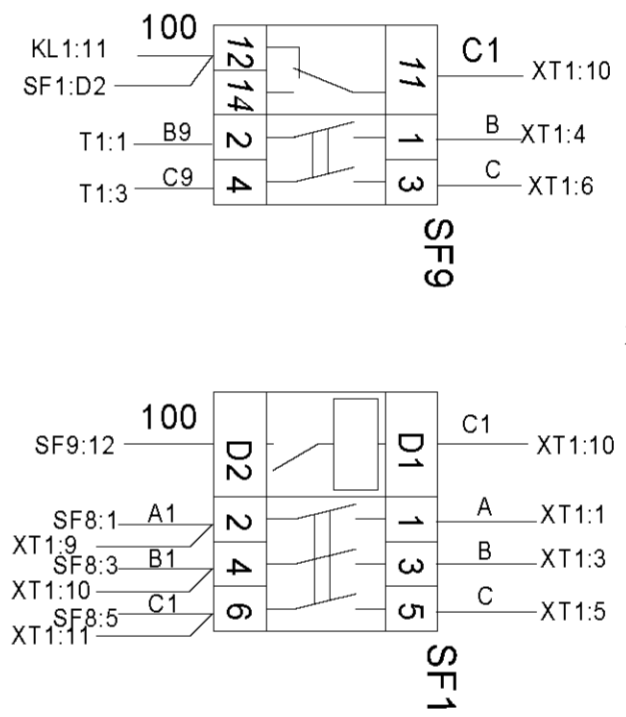 100
KL1:11
SF1:D2
12
14
11
C1
XT1:10
T1:1
B9
2
1
B
XT1:4
T1:3
C9
4
3
C
XT1:6
SF9
100
SF9:12
D2
D1
C1
XT1:10
SF8:1
A1
XT1:9
2
1
A
XT1:1
SF8:3
B1
XT1:10
4
3
B
XT1:3
SF8:5
C1
XT1:11
6
5
C
XT1:5
SF1